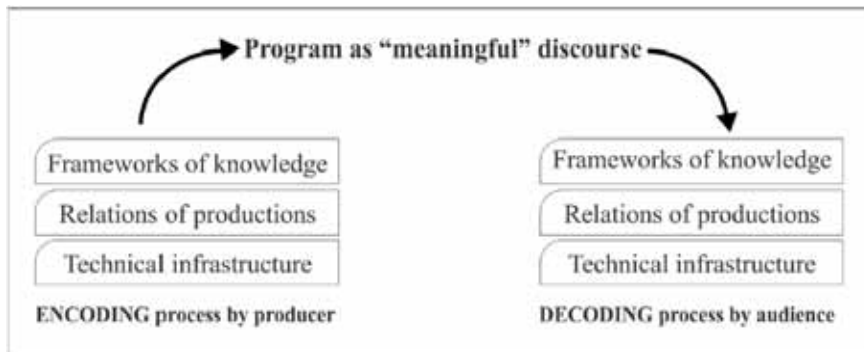 Program as “meaningful” discourse
Frameworks of knowledge
Relations of productions
Technical infrastructure
ENCODING process by producer
Frameworks of knowledge
Relations of productions
Technical infrastructure
DECODING process by audience